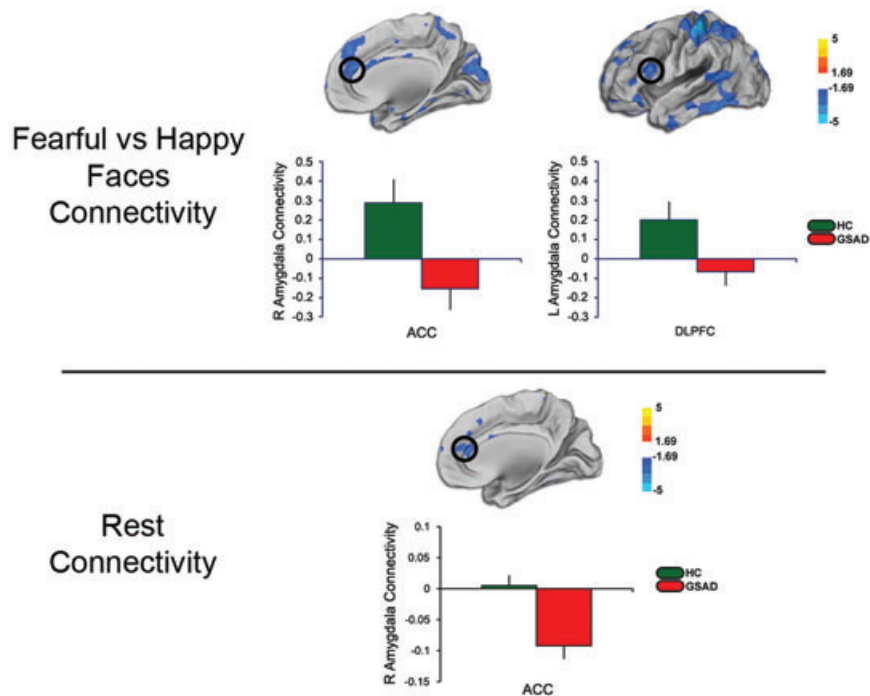 Fearful vs Happy
Faces
Connectivity
5
1.69
-1.69
-5
R Amygdala Connectivity
0.5
0.4
0.3
0.2
0.1
0
-0.1
-0.2
-0.3
ACC
L Amygdala Connectivity
0.5
0.4
0.3
0.2
0.1
0
-0.1
-0.2
-0.3
DLPFC
HC
GSAD
Rest
Connectivity
5
1.69
-1.69
-5
R Amygdala Connectivity
0.1
0.05
0
-0.05
-0.1
-0.15
ACC
HC
GSAD